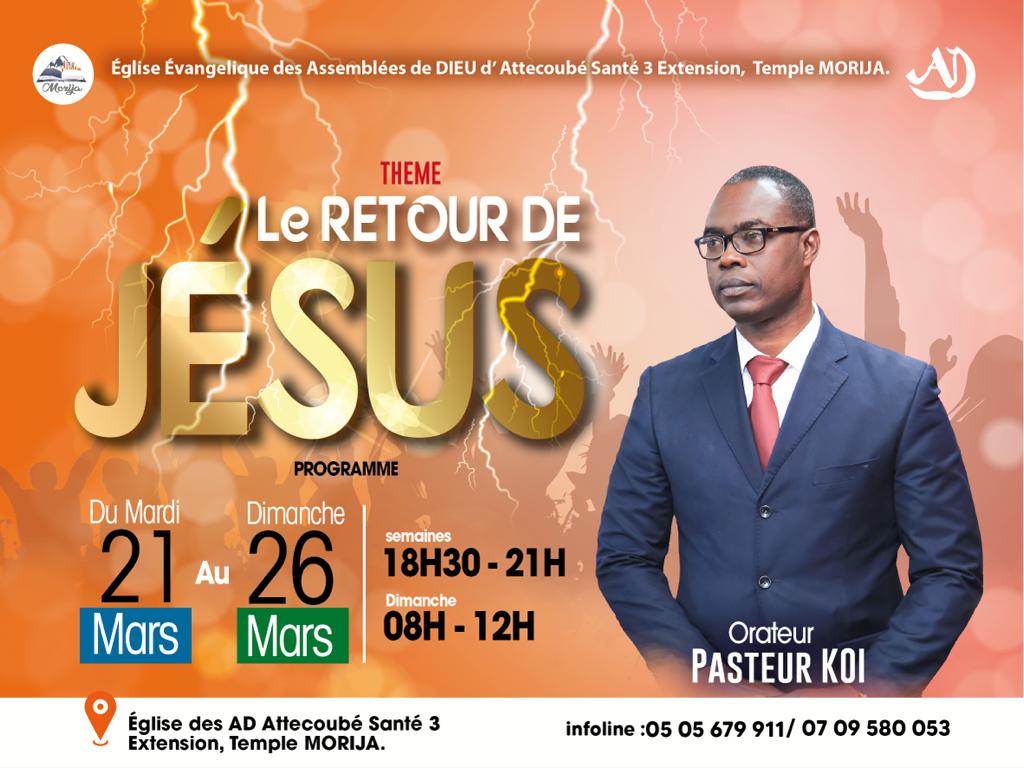 Morija
Église Évangelique des Assemblées de DIEU d' Attecoubé Santé 3 Extension, Temple MORIJA.
AD
THEME
Le RETOUR DE
JÉSUS
PROGRAMME
Du Mardi
21
Mars
Au
Dimanche
26
Mars
semaines
18H30 - 21H
Dimanche
08H - 12H
Orateur
PASTEUR KOI
Église des AD Attecoubé Santé 3
Extension, Temple MORIJA.
infoline :05 05 679 911/ 07 09 580 053